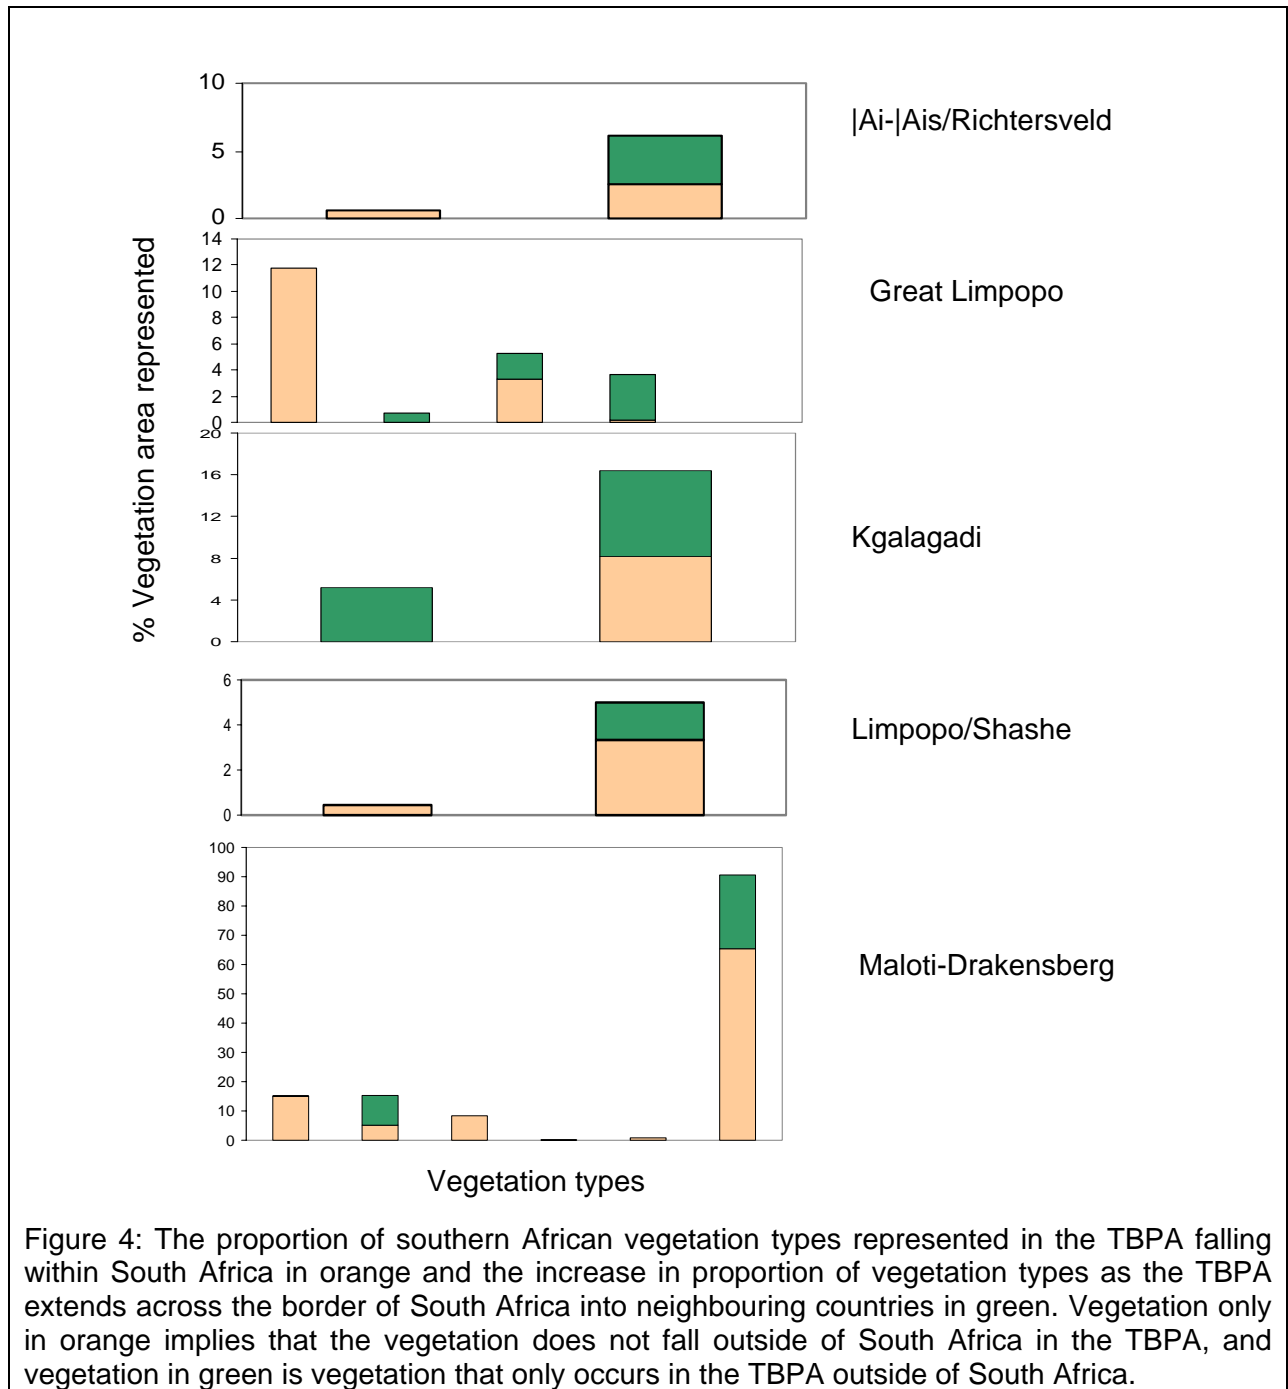 10
5
0
|Ai-|Ais/Richtersveld
14
12
10
8
6
4
2
0
Great Limpopo
% Vegetation area represented
20
16
12
8
4
0
Kgalagadi
6
4
2
0
Limpopo/Shashe
100
90
80
70
60
50
40
30
20
10
0
Maloti-Drakensberg
Vegetation types
Figure 4: The proportion of southern African vegetation types represented in the TBPA falling
within South Africa in orange and the increase in proportion of vegetation types as the TBPA
extends across the border of South Africa into neighbouring countries in green. Vegetation only
in orange implies that the vegetation does not fall outside of South Africa in the TBPA, and
vegetation in green is vegetation that only occurs in the TBPA outside of South Africa.